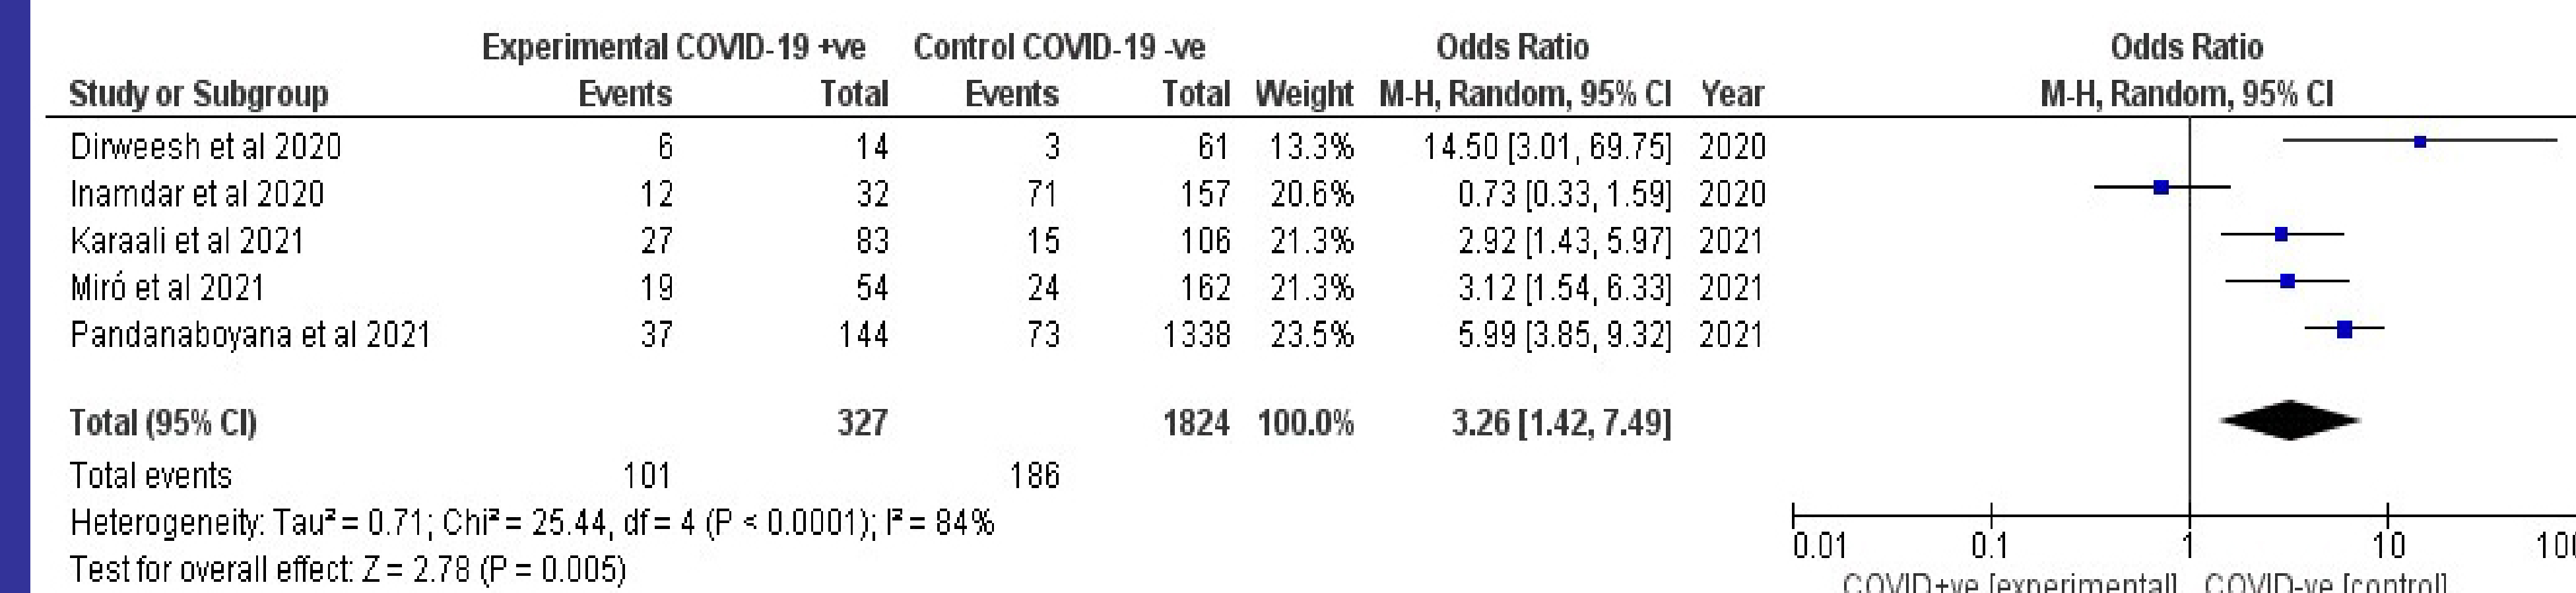 Experimental COVID-19 +ve Control COVID-19 -ve Odds Ratio Odds Ratio
Study or Subgroup Events Total Events Total Weight M-H, Random, 95% CI Year M-H, Random, 95% CI
Dirweesh et al 2020 6 14 3 61 13.3% 14.50 [3.01, 69.75] 2020
Inamdar et al 2020 12 32 71 157 20.6% 0.73 [0.33, 1.59] 2020
Karaali et al 2021 27 83 15 106 21.3% 2.92 [1.43, 5.97] 2021
Miró et al 2021 19 54 24 162 21.3% 3.12 [1.54, 6.33] 2021
Pandanaboyana et al 2021 37 144 73 1338 23.5% 5.99 [3.85, 9.32] 2021
Total (95% CI) 327 1824 100.0% 3.26 [1.42, 7.49]
Total events 101 186
Heterogeneity: Tau² = 0.71; Chi² = 25.44, df = 4 (P < 0.0001); I² = 84%
Test for overall effect: Z = 2.78 (P = 0.005)
0.01 0.1 1 10 100
COVID+ve [experimental] COVID-ve [control]